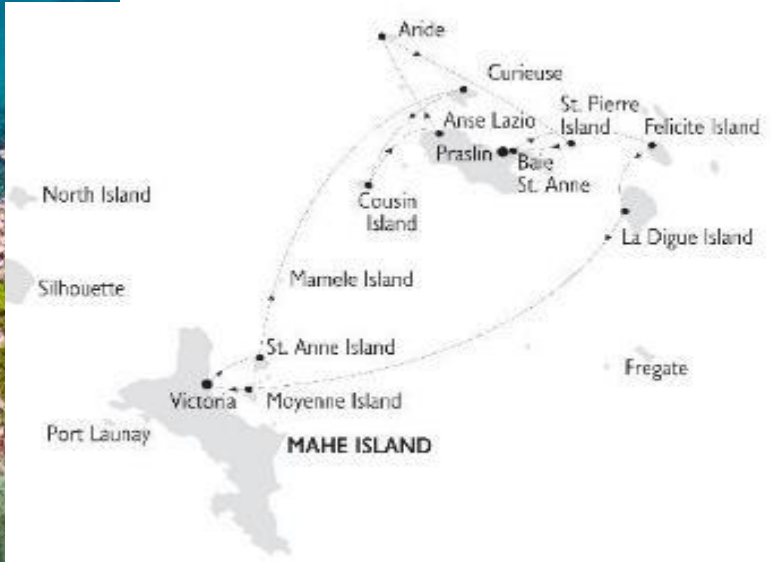 Aride
Curieuse
St. Pierre
Island
Anse Lazio
Felicite Island
Praslin
Baie
St. Anne
North Island
Cousin
Island
La Digue Island
Mamele Island
Silhouette
St. Anne Island
Fregate
Victoria
Moyenne Island
Port Launay
MAHE ISLAND